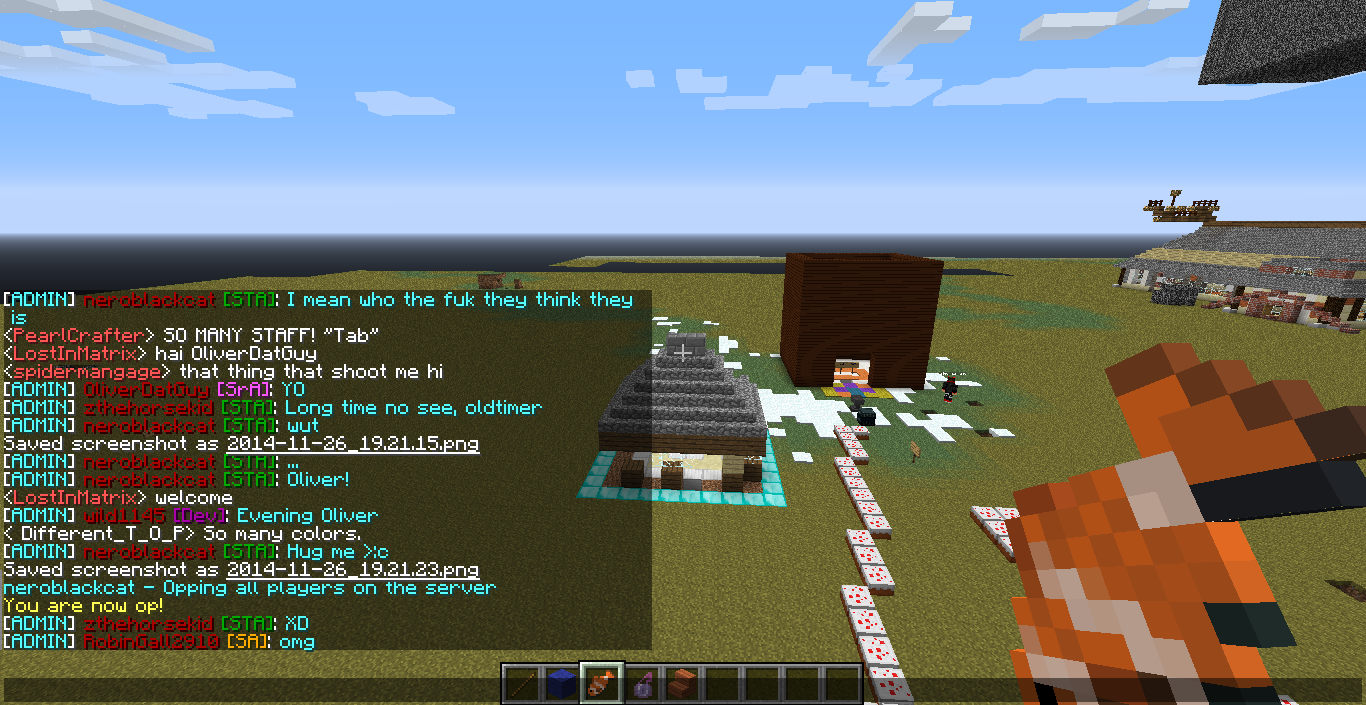 [ADMIN] neroblackcat [STA]: I mean who the fuk they think they
is
<PearlCrafter> SO MANY STAFF! "Tab"
<LostInMatrix> hai OliverDatGuy
<spidermangage> that thing that shoot me hi
[ADMIN] OliverDatGuy [SrA]: YO
[ADMIN] zthehorsekid [STA]: Long time no see, oldtimer
[ADMIN] neroblackcat [STA]: wut
Saved screenshot as 2014-11-26_19.21.15.png
[ADMIN] neroblackcat [STA]: ...
[ADMIN] neroblackcat [STA]: Oliver!
<LostInMatrix> welcome
[ADMIN] wild1145 [Dev]: Evening Oliver
< Different_T_O_P> So many colors.
[ADMIN] neroblackcat [STA]: Hug me >:c
Saved screenshot as 2014-11-26_19.21.23.png
neroblackcat - Opping all players on the server
You are now op!
[ADMIN] zthehorsekid [STA]: XD
[ADMIN] RobinGall2910 [SA]: omg